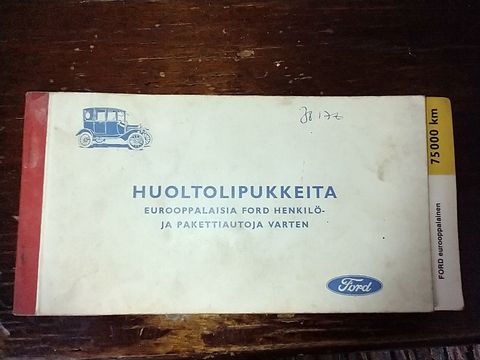 HUOLTOLIPUKKEITA
EUROOPPALAISIA FORD HENKILÖ-
JA PAKETTIAUTOJA VARTEN
Ford
75000 km
FORD eurooppalainen